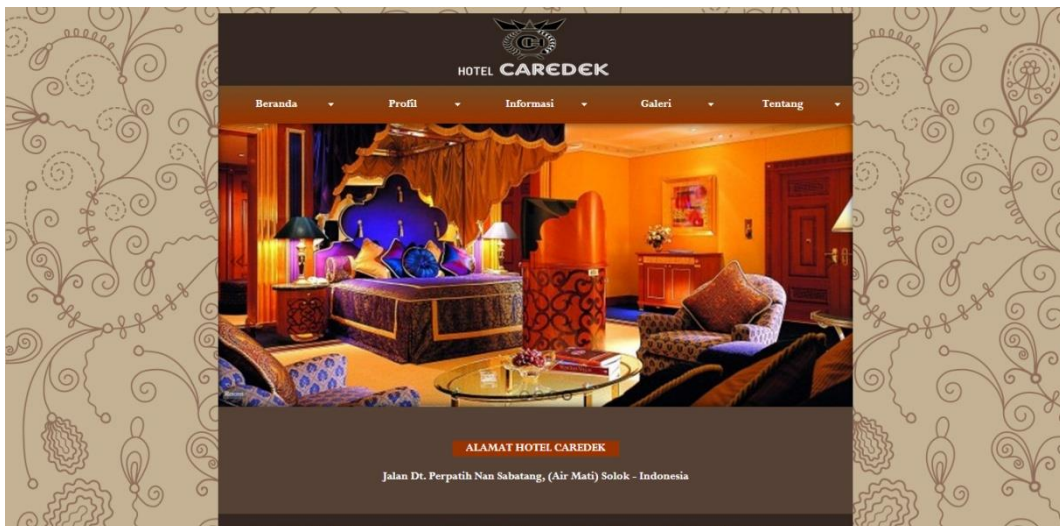 HOTEL CAREDEK
Beranda
Profil
Informasi
Galeri
Tentang
ALAMAT HOTEL CAREDEK
Jalan Dt. Perpatih Nan Sabatang, (Air Mati) Solok - Indonesia